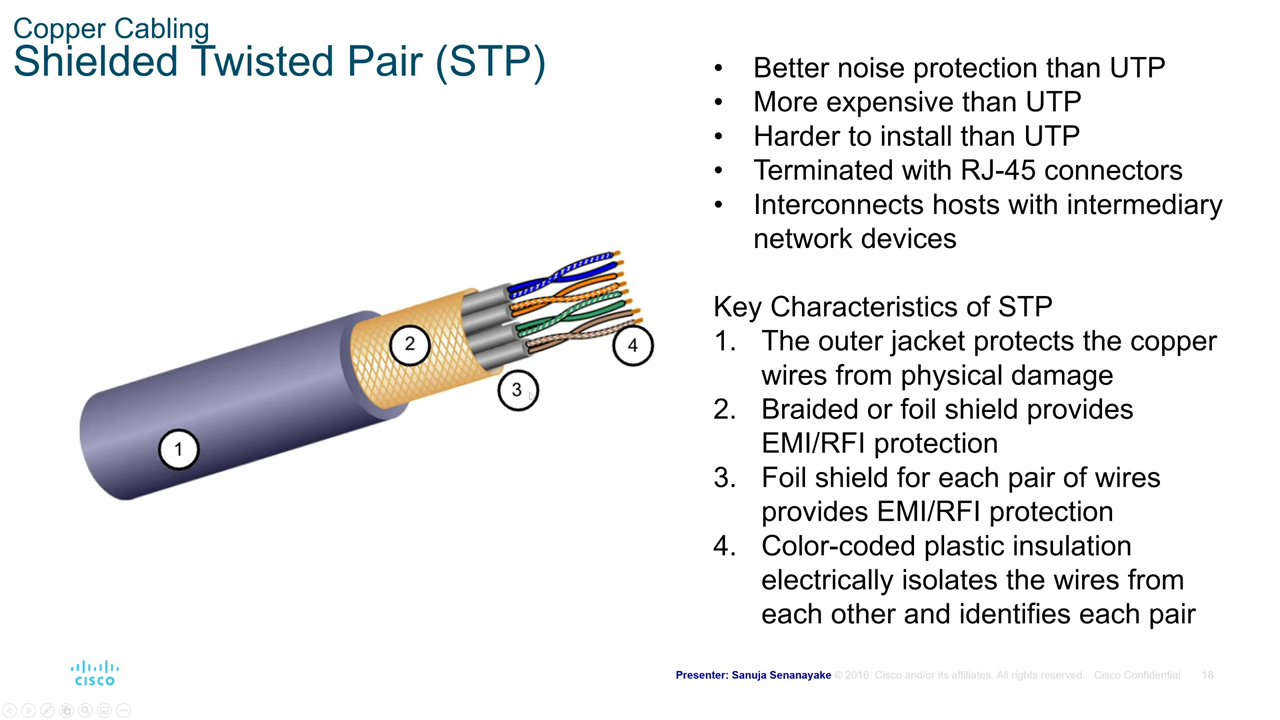 Copper Cabling
Shielded Twisted Pair (STP)
• Better noise protection than UTP
• More expensive than UTP
• Harder to install than UTP
• Terminated with RJ-45 connectors
• Interconnects hosts with intermediary
network devices
Key Characteristics of STP
1. The outer jacket protects the copper
wires from physical damage
2. Braided or foil shield provides
EMI/RFI protection
3. Foil shield for each pair of wires
provides EMI/RFI protection
4. Color-coded plastic insulation
electrically isolates the wires from
each other and identifies each pair
1
2
3
4
CISCO
Presenter: Sanuja Senanayake © 2016 Cisco and/or its affiliates. All rights reserved. Cisco Confidential 18